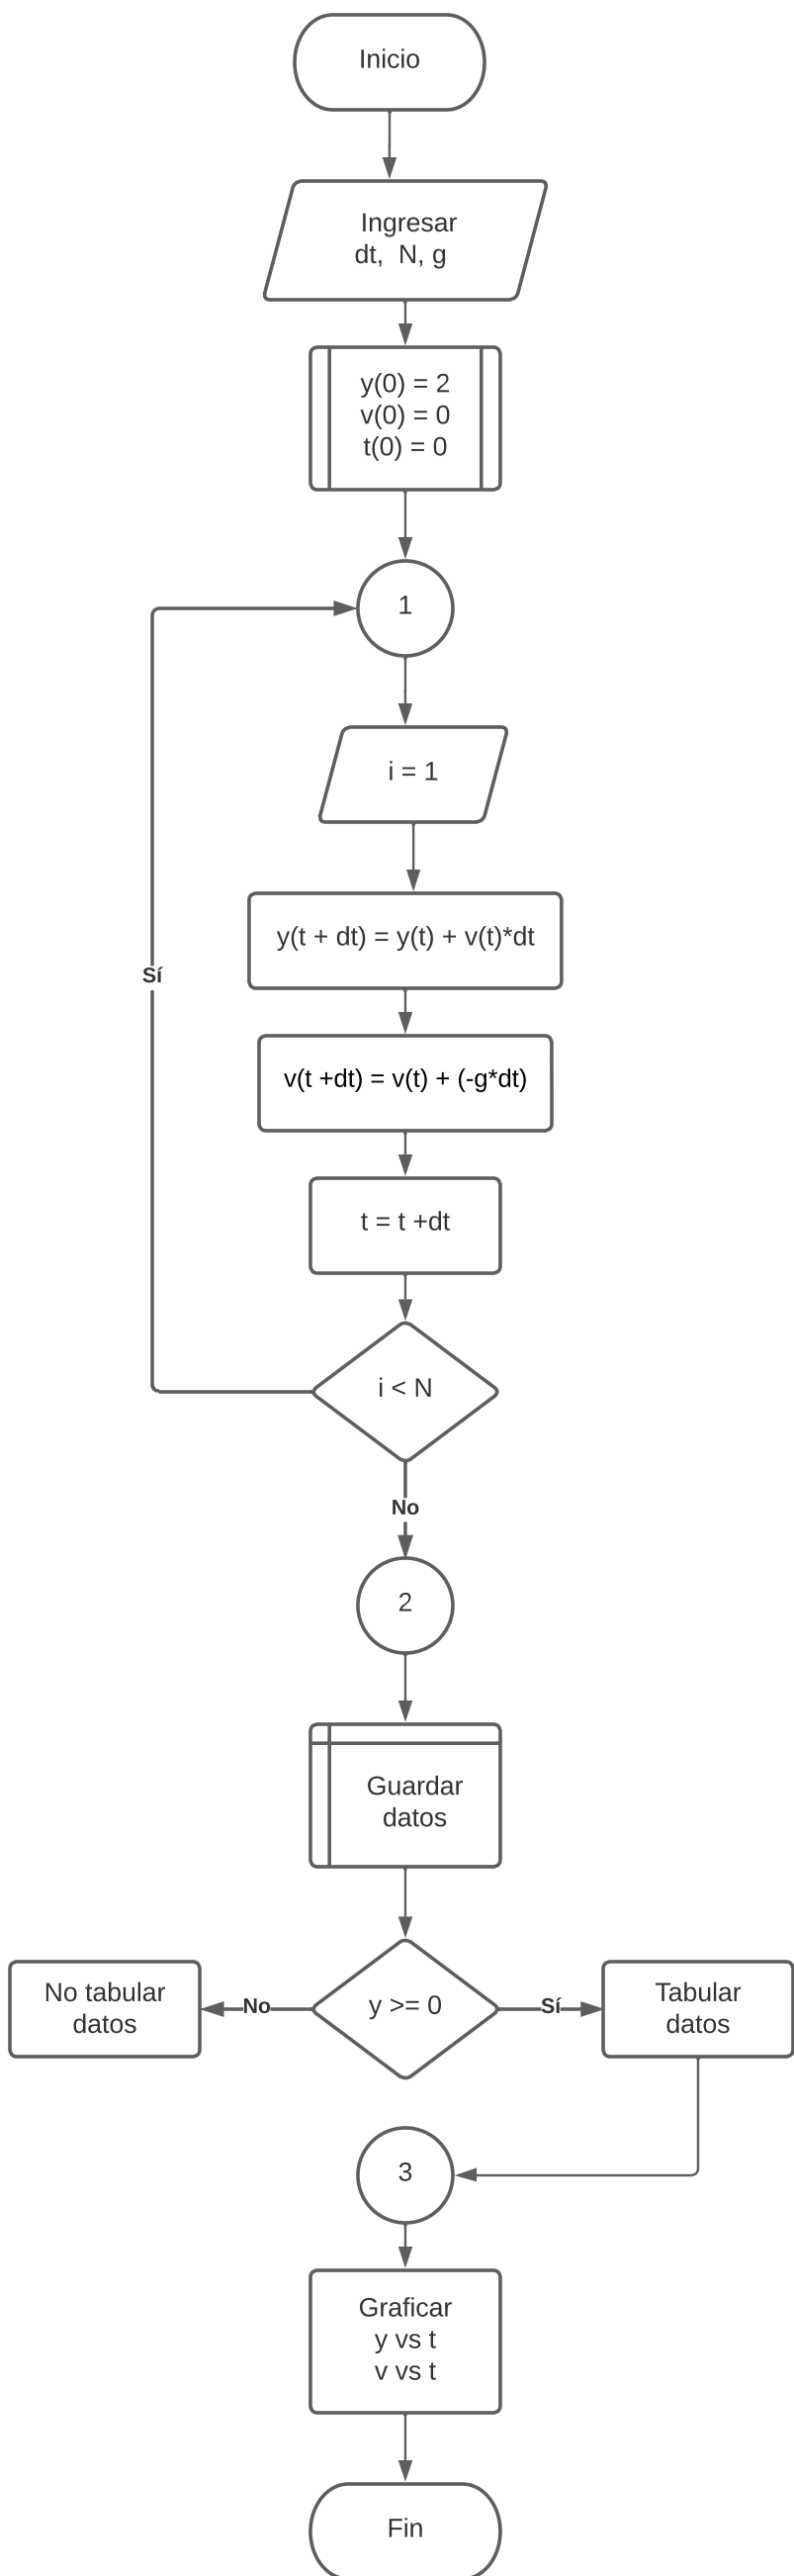 Inicio
Ingresar
dt, N, g
y(0) = 2
v(0) = 0
t(0) = 0
1
i = 1
y(t + dt) = y(t) + v(t)*dt
Sí
v(t +dt) = v(t) + (-g*dt)
t = t +dt
i < N
No
2
Guardar
datos
No tabular
datos
No
y >= 0
Sí
Tabular
datos
3
Graficar
y vs t
v vs t
Fin